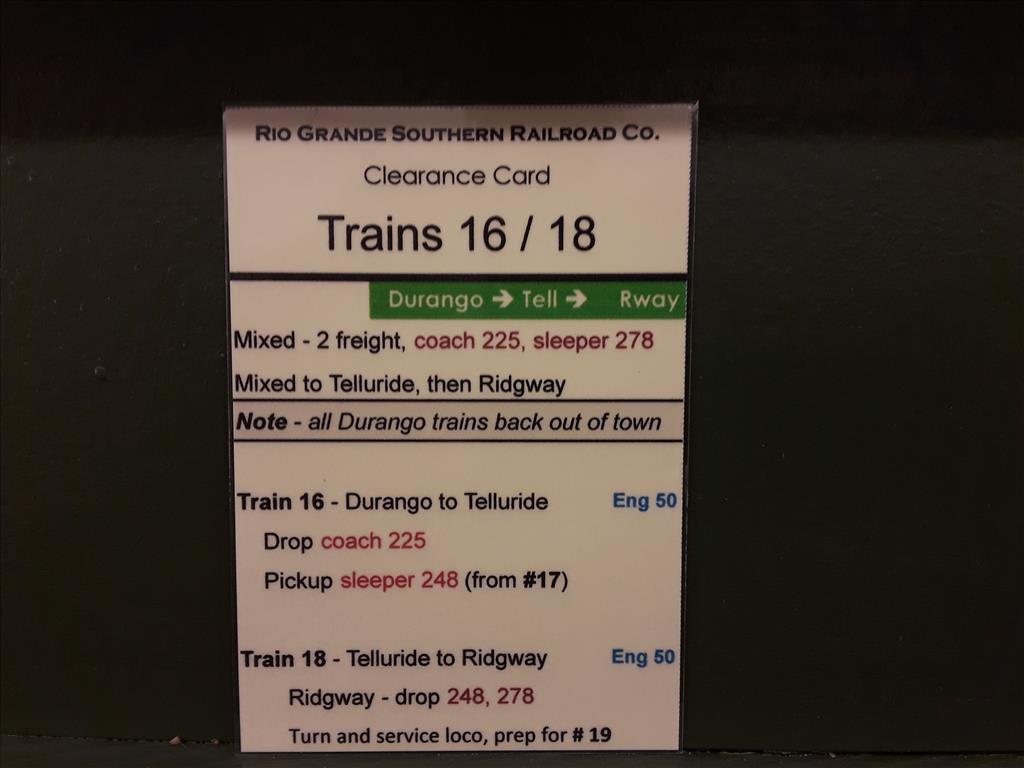 RIO GRANDE SOUTHERN RAILROAD CO.
Clearance Card
Trains 16 / 18
Durango → Tell → Rway
Mixed - 2 freight, coach 225, sleeper 278
Mixed to Telluride, then Ridgway
Note - all Durango trains back out of town
Train 16 - Durango to Telluride Eng 50
Drop coach 225
Pickup sleeper 248 (from #17)
Train 18 - Telluride to Ridgway Eng 50
Ridgway - drop 248, 278
Turn and service loco, prep for # 19